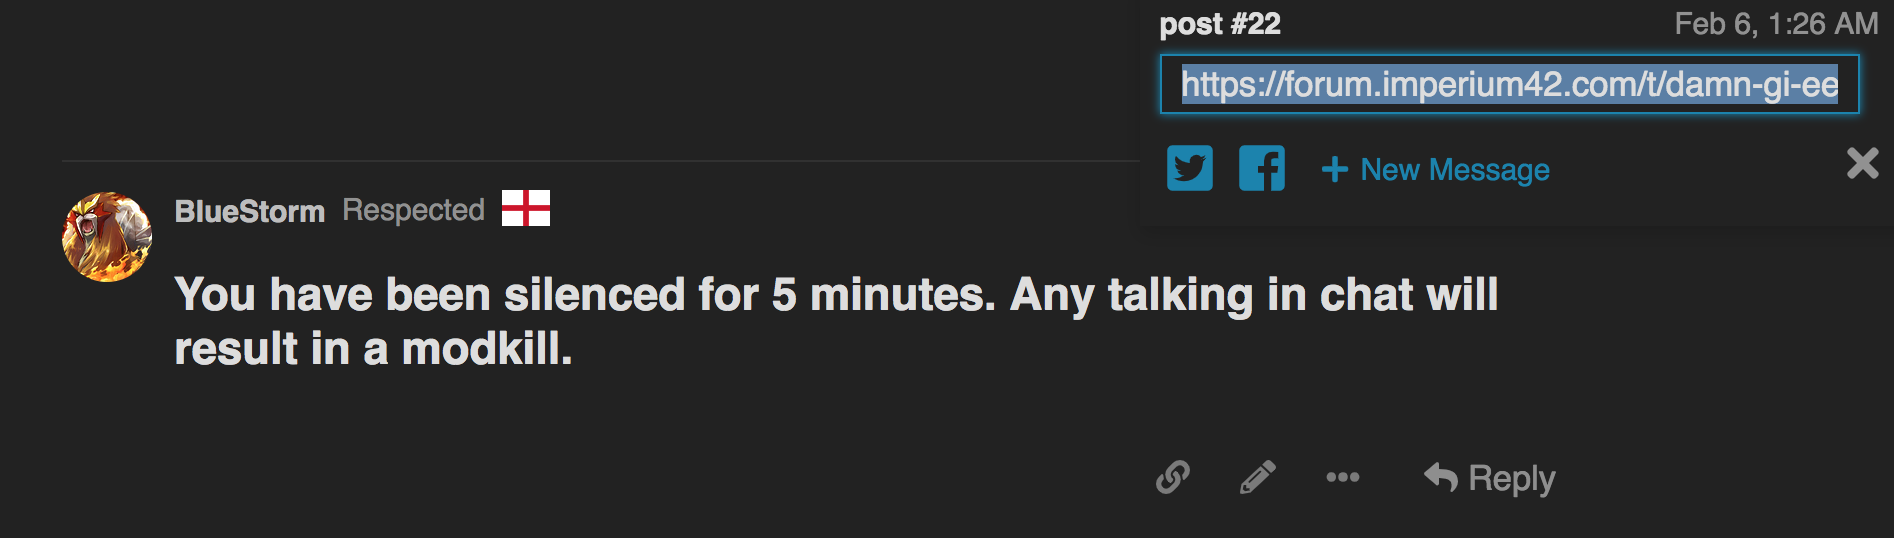 post #22 Feb 6, 1:26 AM
https://forum.imperium42.com/t/damn-gi-ee
New Message
BlueStorm Respected
You have been silenced for 5 minutes. Any talking in chat will
result in a modkill.
Reply